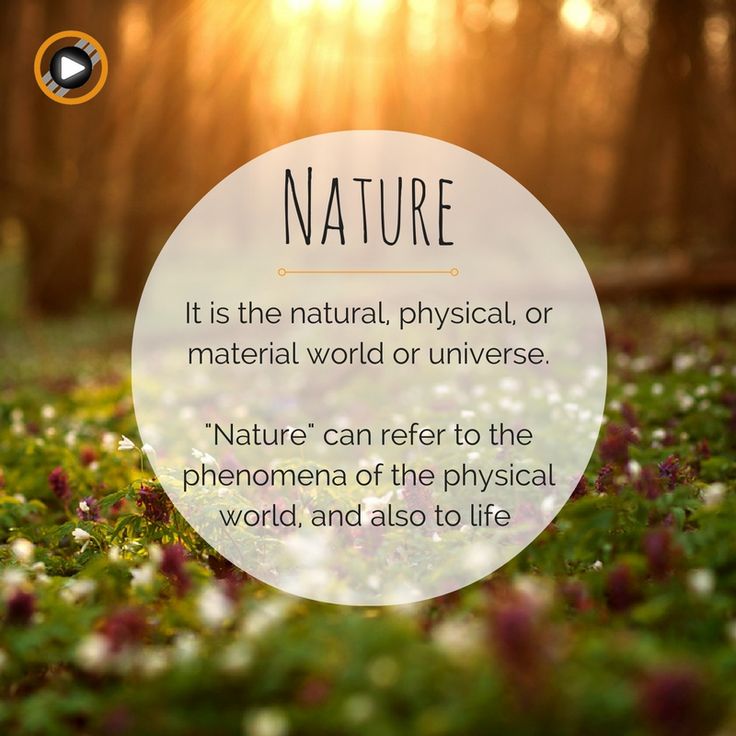 Nature
It is the natural, physical, or
material world or universe.
"Nature" can refer to the
phenomena of the physical
world, and also to life